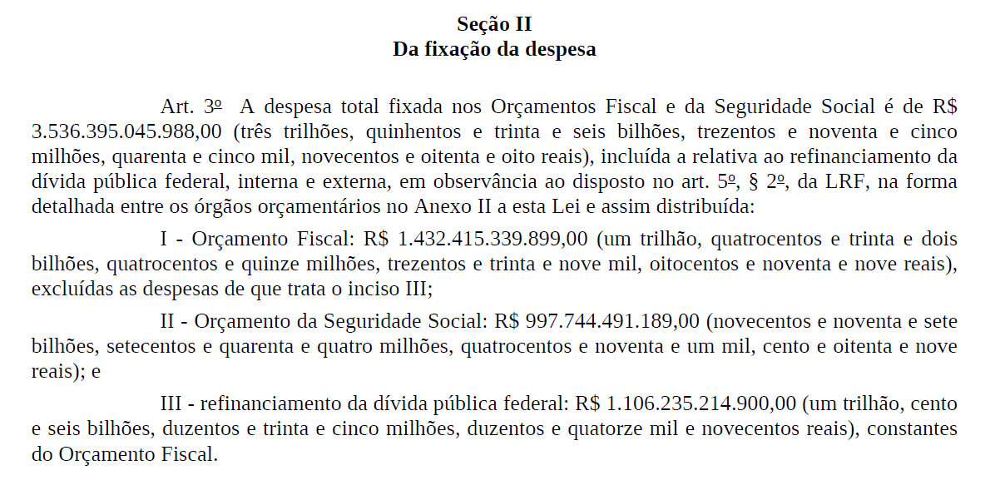 Seção II
Da fixação da despesa
Art. 3º A despesa total fixada nos Orçamentos Fiscal e da Seguridade Social é de R$
3.536.395.045.988,00 (três trilhões, quinhentos e trinta e seis bilhões, trezentos e noventa e cinco
milhões, quarenta e cinco mil, novecentos e oitenta e oito reais), incluída a relativa ao refinanciamento da
dívida pública federal, interna e externa, em observância ao disposto no art. 5º, § 2º, da LRF, na forma
detalhada entre os órgãos orçamentários no Anexo II a esta Lei e assim distribuída:
I - Orçamento Fiscal: R$ 1.432.415.339.899,00 (um trilhão, quatrocentos e trinta e dois
bilhões, quatrocentos e quinze milhões, trezentos e trinta e nove mil, oitocentos e noventa e nove reais),
excluídas as despesas de que trata o inciso III;
II - Orçamento da Seguridade Social: R$ 997.744.491.189,00 (novecentos e noventa e sete
bilhões, setecentos e quarenta e quatro milhões, quatrocentos e noventa e um mil, cento e oitenta e nove
reais); e
III - refinanciamento da dívida pública federal: R$ 1.106.235.214.900,00 (um trilhão, cento
e seis bilhões, duzentos e trinta e cinco milhões, duzentos e quatorze mil e novecentos reais), constantes
do Orçamento Fiscal.